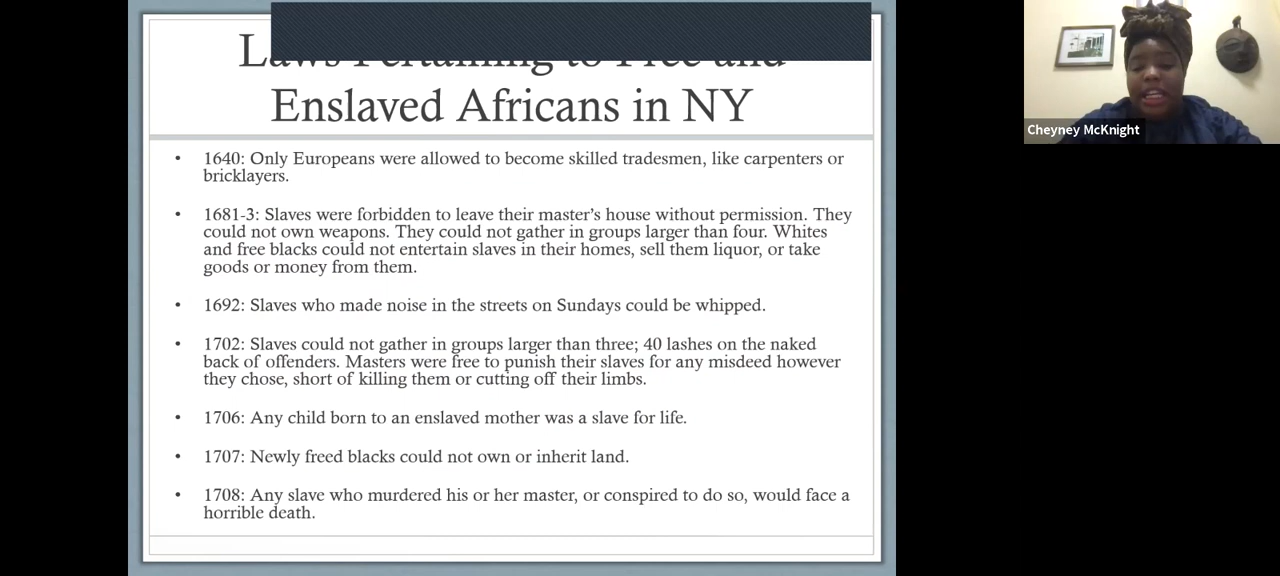 Laws Pertaining to Free and
Enslaved Africans in NY
• 1640: Only Europeans were allowed to become skilled tradesmen, like carpenters or
bricklayers.
• 1681-3: Slaves were forbidden to leave their master’s house without permission. They
could not own weapons. They could not gather in groups larger than four. Whites
and free blacks could not entertain slaves in their homes, sell them liquor, or take
goods or money from them.
• 1692: Slaves who made noise in the streets on Sundays could be whipped.
• 1702: Slaves could not gather in groups larger than three; 40 lashes on the naked
back of offenders. Masters were free to punish their slaves for any misdeed however
they chose, short of killing them or cutting off their limbs.
• 1706: Any child born to an enslaved mother was a slave for life.
• 1707: Newly freed blacks could not own or inherit land.
• 1708: Any slave who murdered his or her master, or conspired to do so, would face a
horrible death.
Cheyney McKnight